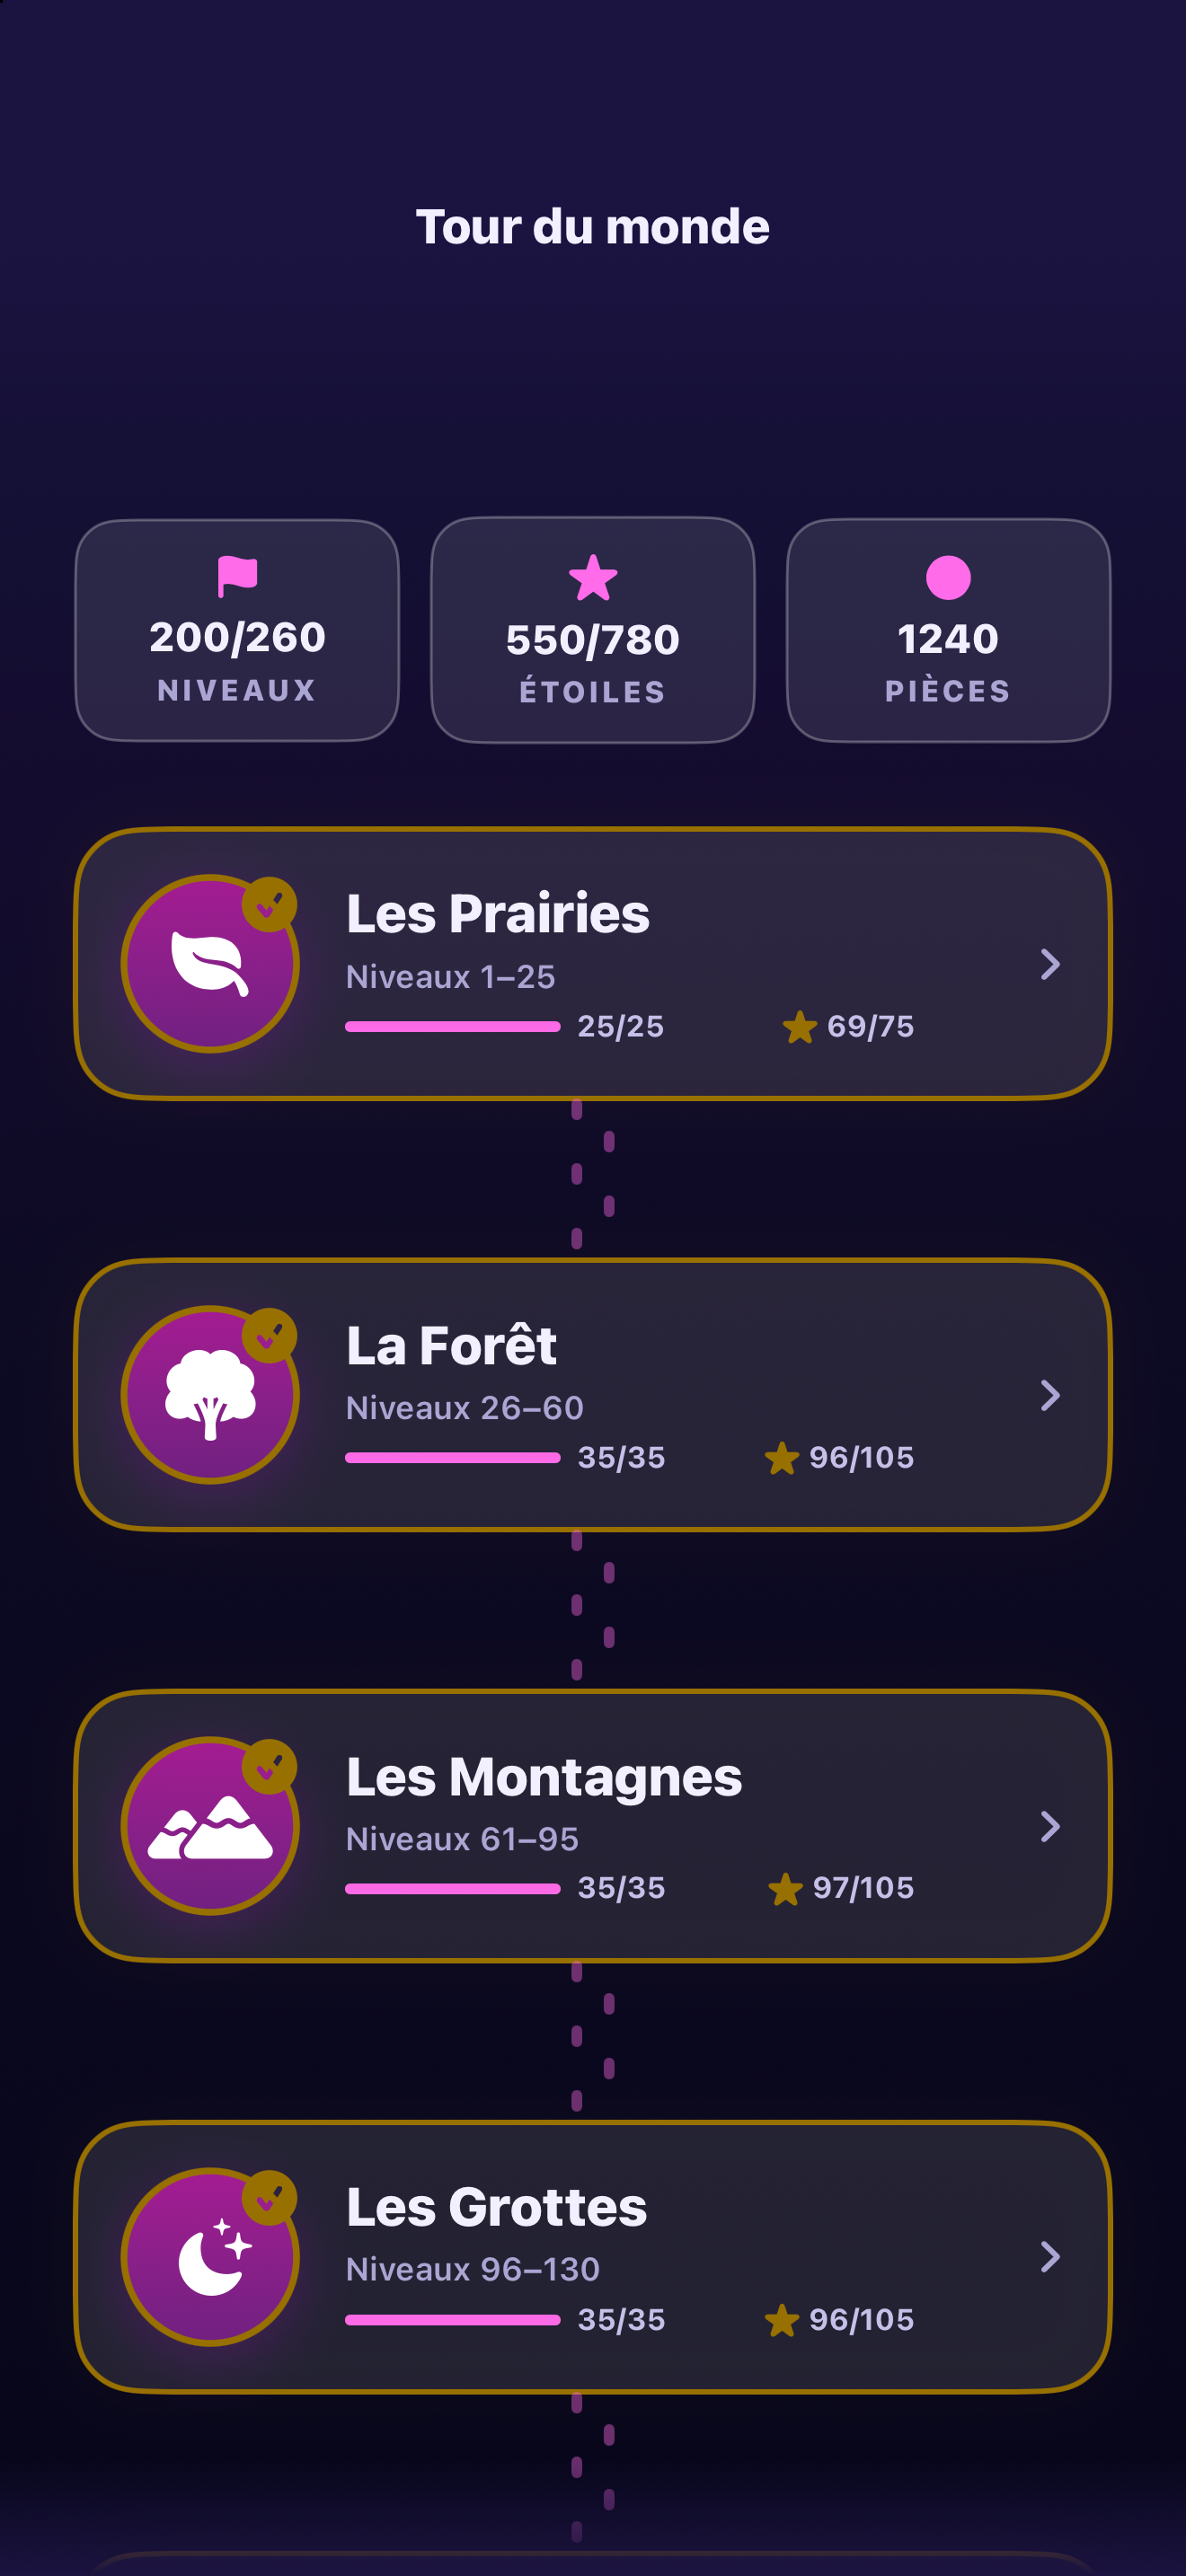 Tour du monde
200/260
NIVEAUX
550/780
ÉTOILES
1240
PIÈCES
Les Prairies
Niveaux 1–25
25/25
69/75
La Forêt
Niveaux 26–60
35/35
96/105
Les Montagnes
Niveaux 61–95
35/35
97/105
Les Grottes
Niveaux 96–130
35/35
96/105